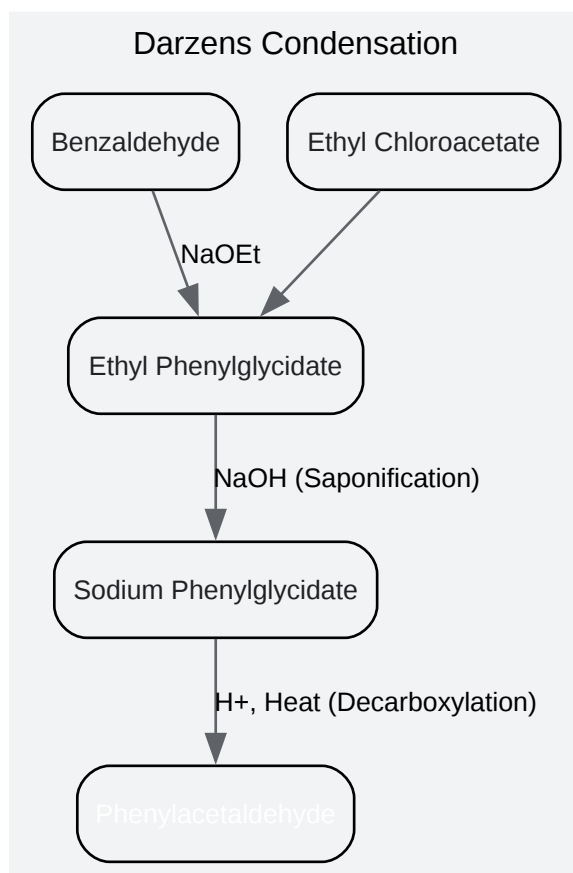 Darzens Condensation
Benzaldehyde
Ethyl Chloroacetate
NaOEt
Ethyl Phenylglycidate
NaOH (Saponification)
Sodium Phenylglycidate
H+, Heat (Decarboxylation)
Phenylacetaldehyde